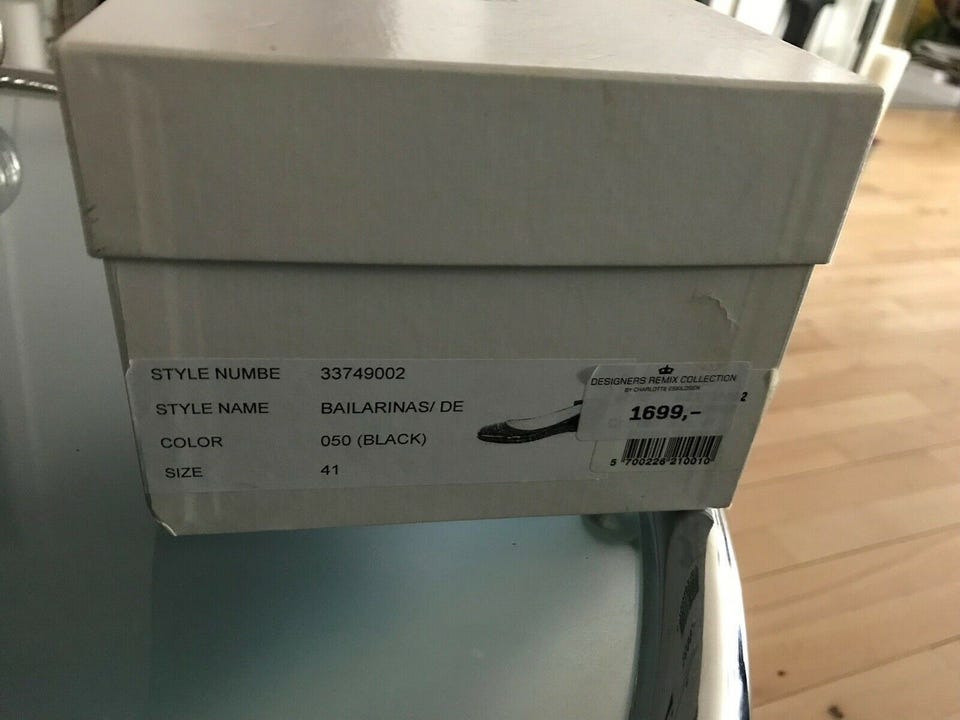 STYLE NUMBE 33749002
STYLE NAME BAILARINAS/ DE
COLOR 050 (BLACK)
SIZE 41
DESIGNERS REMIX COLLECTION
BY CHARLOTTE ESKILDSEN
2
1699,-
5 700226 210010